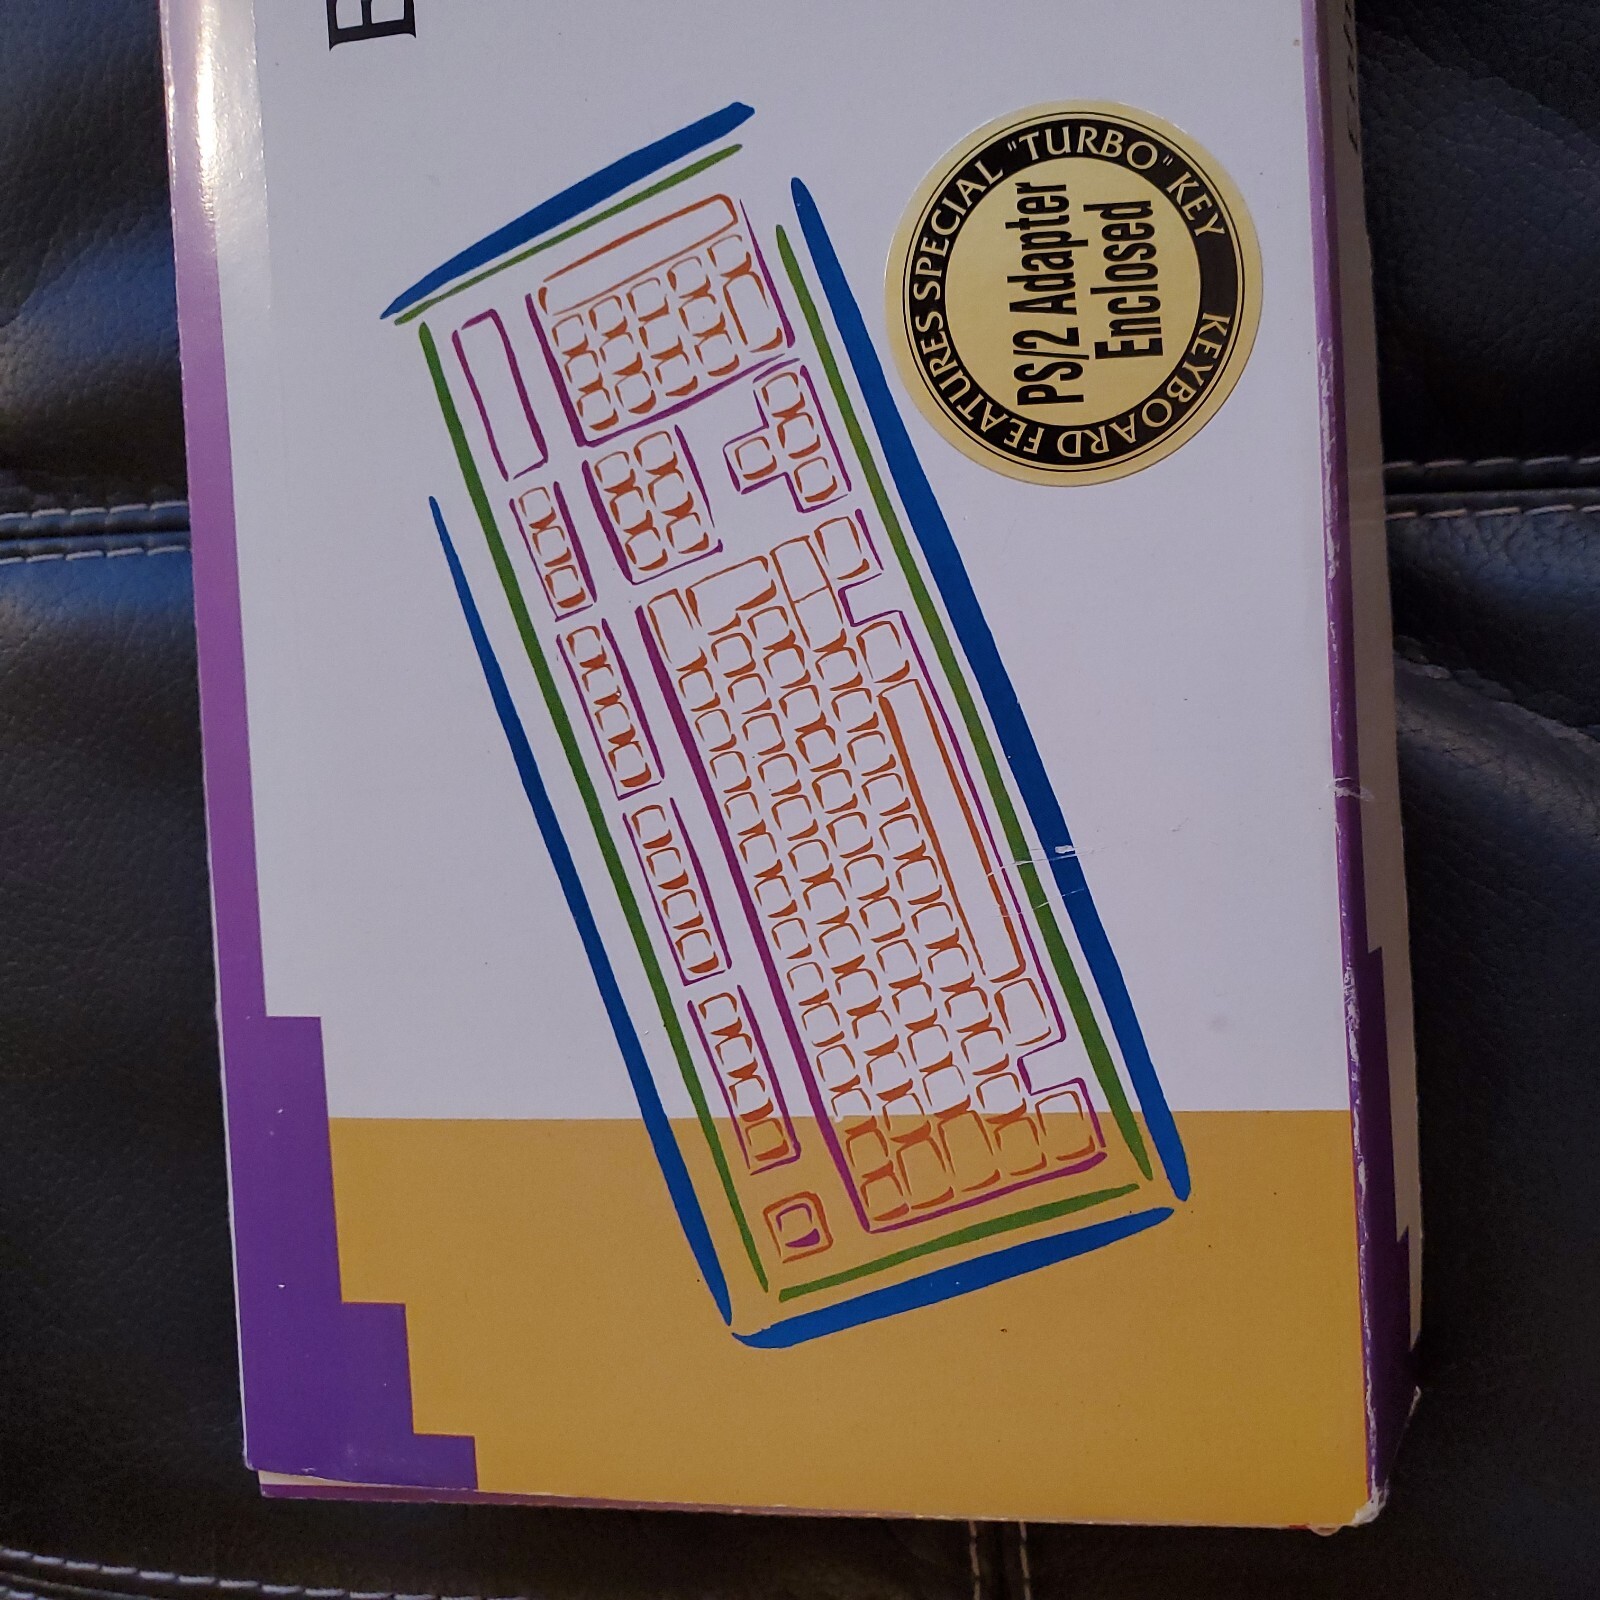 E
KEYBOARD FEATURES SPECIAL "TURBO" KEY
PS/2 Adapter
Enclosed